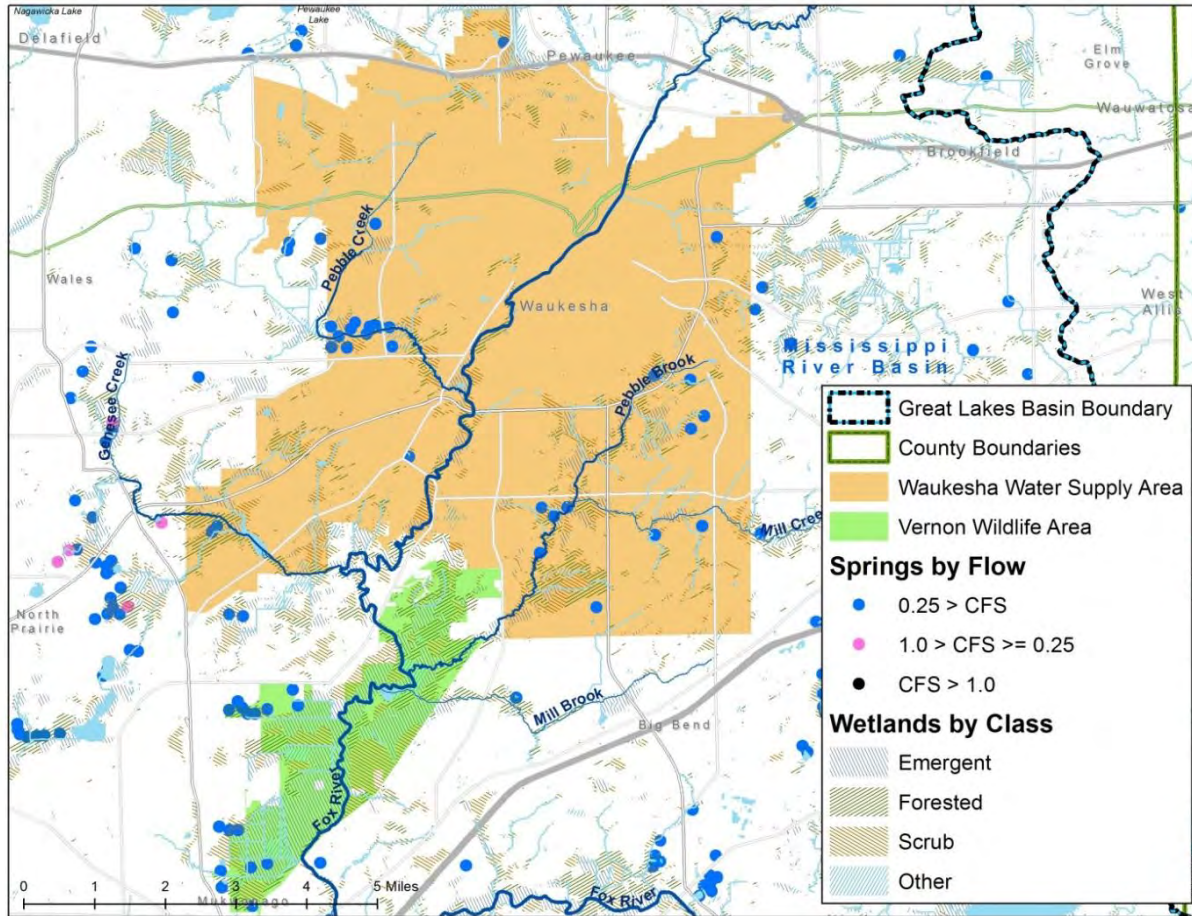 Nagawicka Lake
Pewaukee
Lake
Delafield
Pewaukee
Elm
Grove
Wauwatosa
Brookfield
Pebble Creek
Wales
Waukesha
West
Allis
Mississippi
River Basin
Pebble Brook
Genesee Creek
Mill Cree
North
Prairie
Mill Brook
Big Bend
Fox River
Fox River
Mukwonago
0 1 2 3 4 5 Miles
Great Lakes Basin Boundary
County Boundaries
Waukesha Water Supply Area
Vernon Wildlife Area
Springs by Flow
0.25 > CFS
1.0 > CFS >= 0.25
CFS > 1.0
Wetlands by Class
Emergent
Forested
Scrub
Other